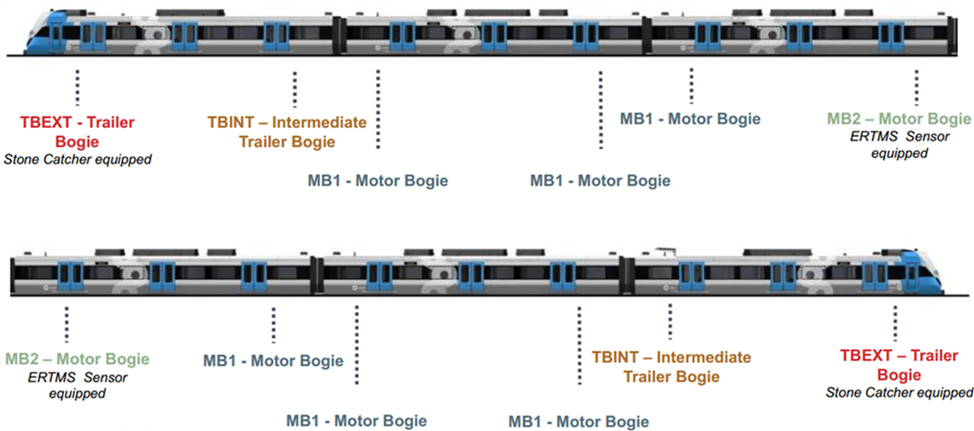 TBEXT - Trailer
Bogie
Stone Catcher equipped
TBINT – Intermediate
Trailer Bogie
MB1 - Motor Bogie
MB1 - Motor Bogie
MB1 - Motor Bogie
MB2 – Motor Bogie
ERTMS Sensor
equipped
MB2 – Motor Bogie
ERTMS Sensor
equipped
MB1 - Motor Bogie
MB1 - Motor Bogie
MB1 - Motor Bogie
TBINT – Intermediate
Trailer Bogie
TBEXT – Trailer
Bogie
Stone Catcher equipped